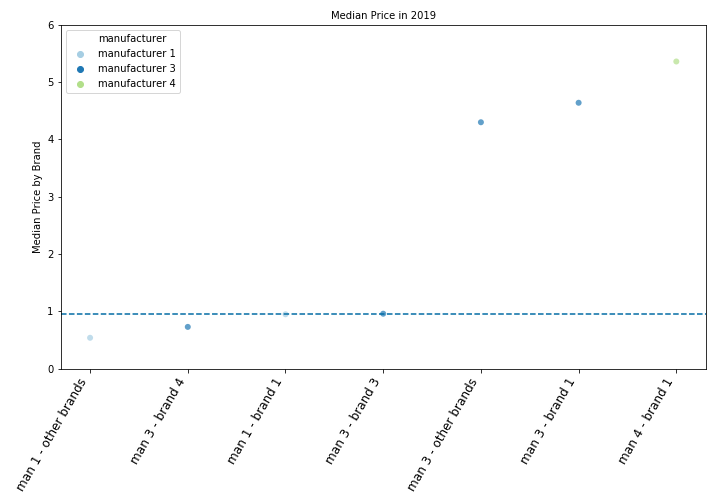 Median Price in 2019
Median Price by Brand
6
5
4
3
2
1
0
manufacturer
manufacturer 1
manufacturer 3
manufacturer 4
man 1 - other brands
man 3 - brand 4
man 1 - brand 1
man 3 - brand 3
man 3 - other brands
man 3 - brand 1
man 4 - brand 1